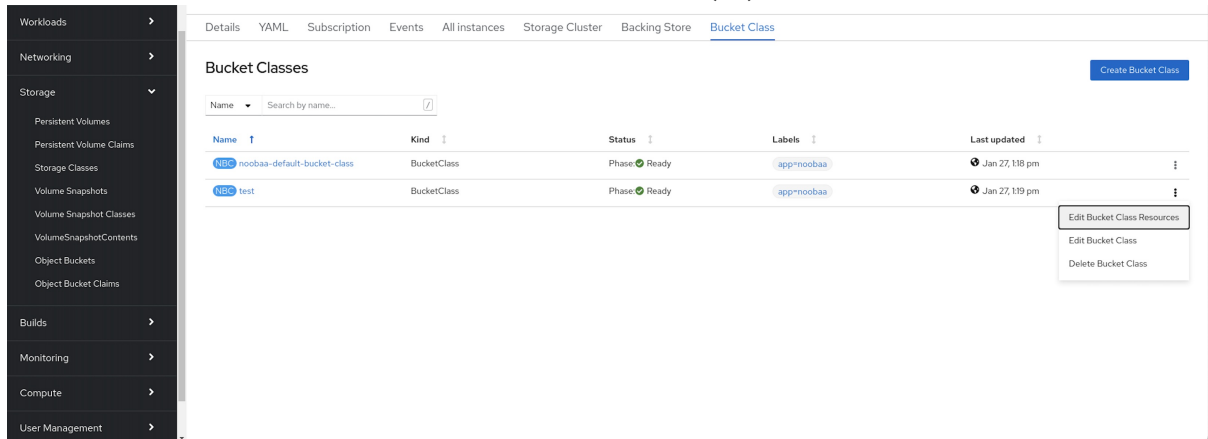 Workloads
Networking
Storage
Persistent Volumes
Persistent Volume Claims
Storage Classes
Volume Snapshots
Volume Snapshot Classes
VolumeSnapshotContents
Object Buckets
Object Bucket Claims
Builds
Monitoring
Compute
User Management
Details YAML Subscription Events All instances Storage Cluster Backing Store Bucket Class
Bucket Classes
Create Bucket Class
Name Search by name... /
Name Kind Status Labels Last updated
NBC noobaa-default-bucket-class BucketClass Phase: Ready app=noobaa Jan 27, 1:18 pm
NBC test BucketClass Phase: Ready app=noobaa Jan 27, 1:19 pm
Edit Bucket Class Resources
Edit Bucket Class
Delete Bucket Class